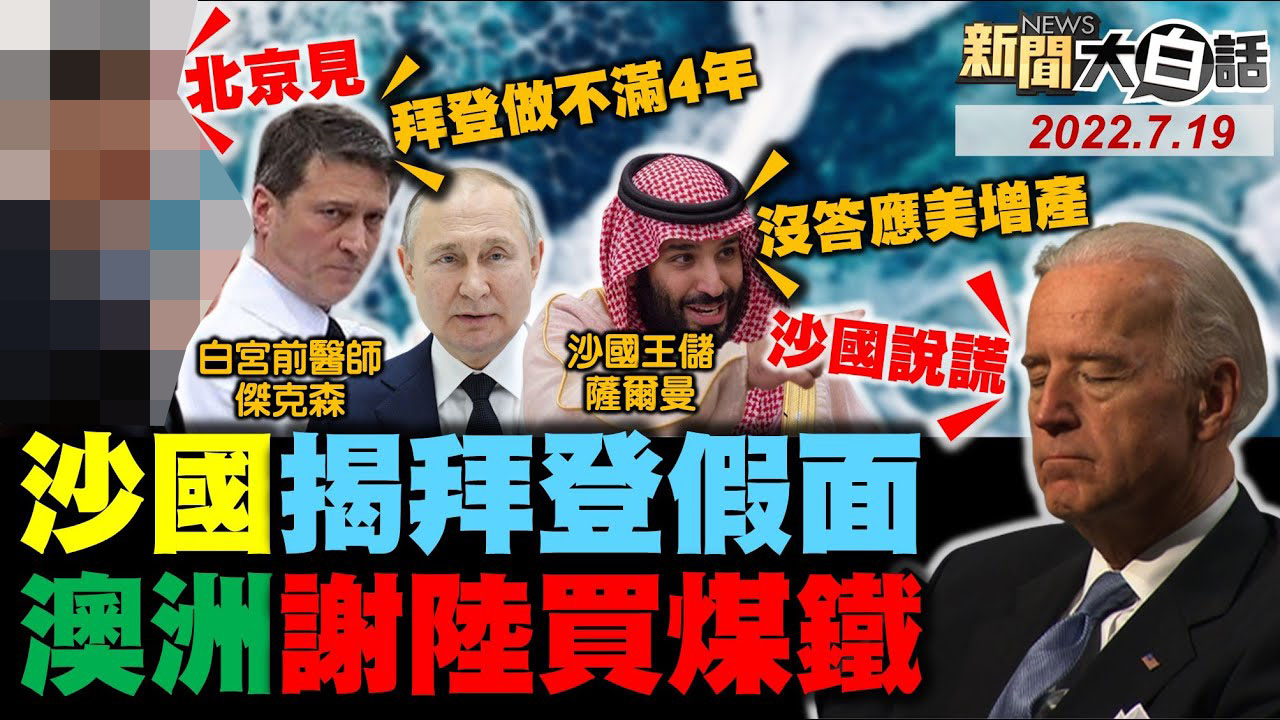 NEWS
新聞大白話
2022.7.19
北京見
拜登做不滿4年
沒答應美增產
沙國說謊
白宮前醫師
傑克森
沙國王儲
薩爾曼
沙國揭拜登假面
澳洲謝陸買煤鐵